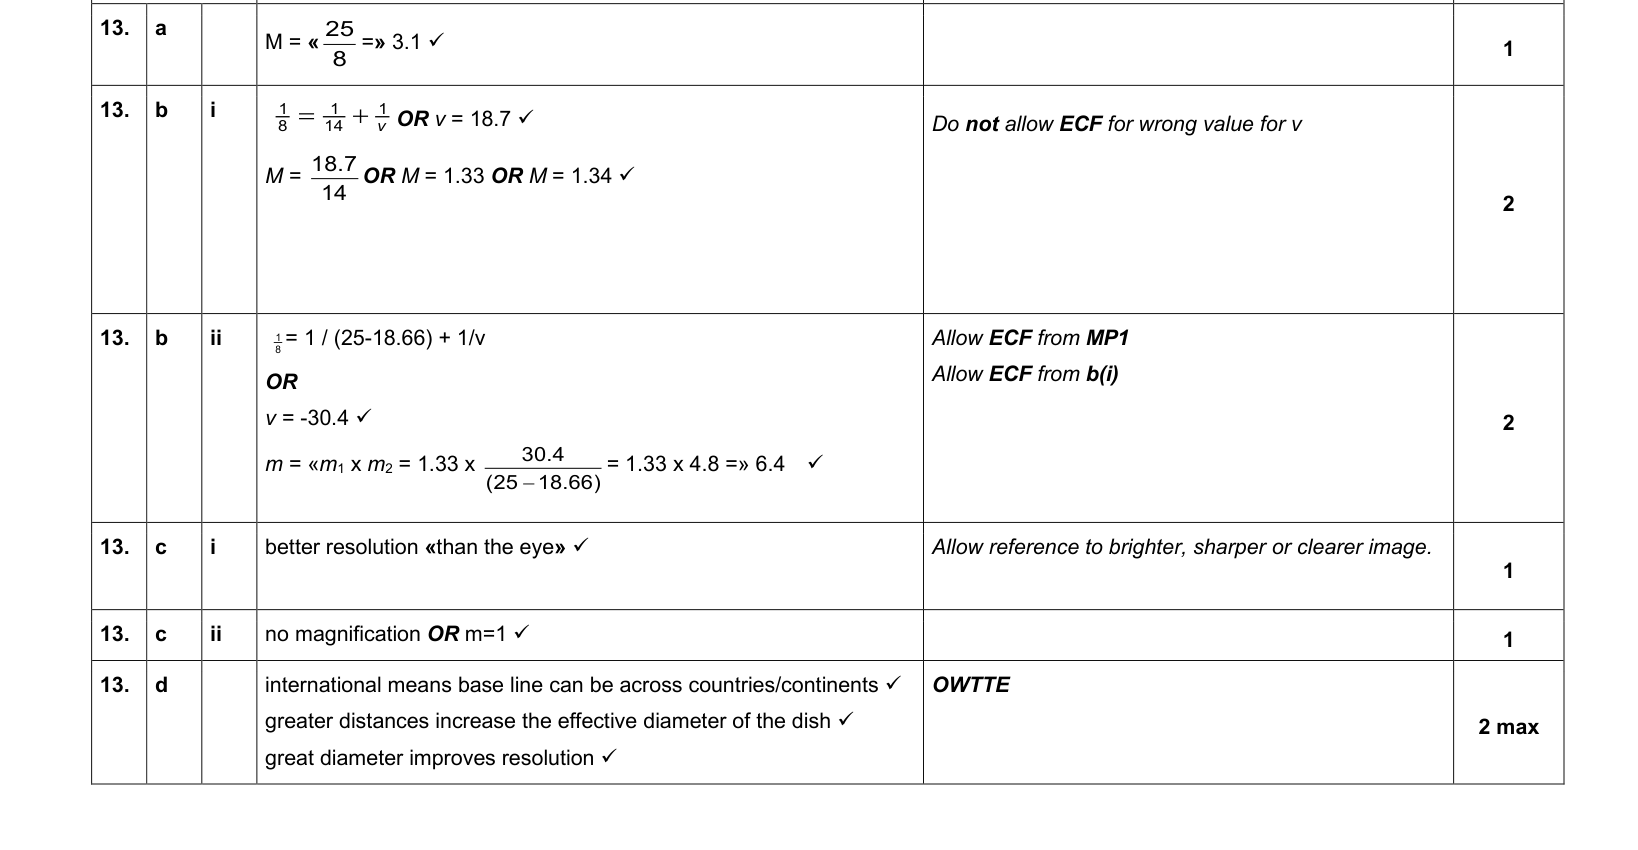 13. a M = « 25/8 =» 3.1 ✓ 1
13. b i 1/8 = 1/14 + 1/v OR v = 18.7 ✓ Do not allow ECF for wrong value for v
M = 18.7/14 OR M = 1.33 OR M = 1.34 ✓
2
13. b ii 1/8 = 1 / (25-18.66) + 1/v Allow ECF from MP1
OR Allow ECF from b(i)
v = -30.4 ✓
2
m = «m₁ x m₂ = 1.33 x 30.4/(25 – 18.66) = 1.33 x 4.8 =» 6.4 ✓
13. c i better resolution «than the eye» ✓ Allow reference to brighter, sharper or clearer image.
1
13. c ii no magnification OR m=1 ✓ 1
13. d international means base line can be across countries/continents ✓ OWTTE
greater distances increase the effective diameter of the dish ✓
2 max
great diameter improves resolution ✓